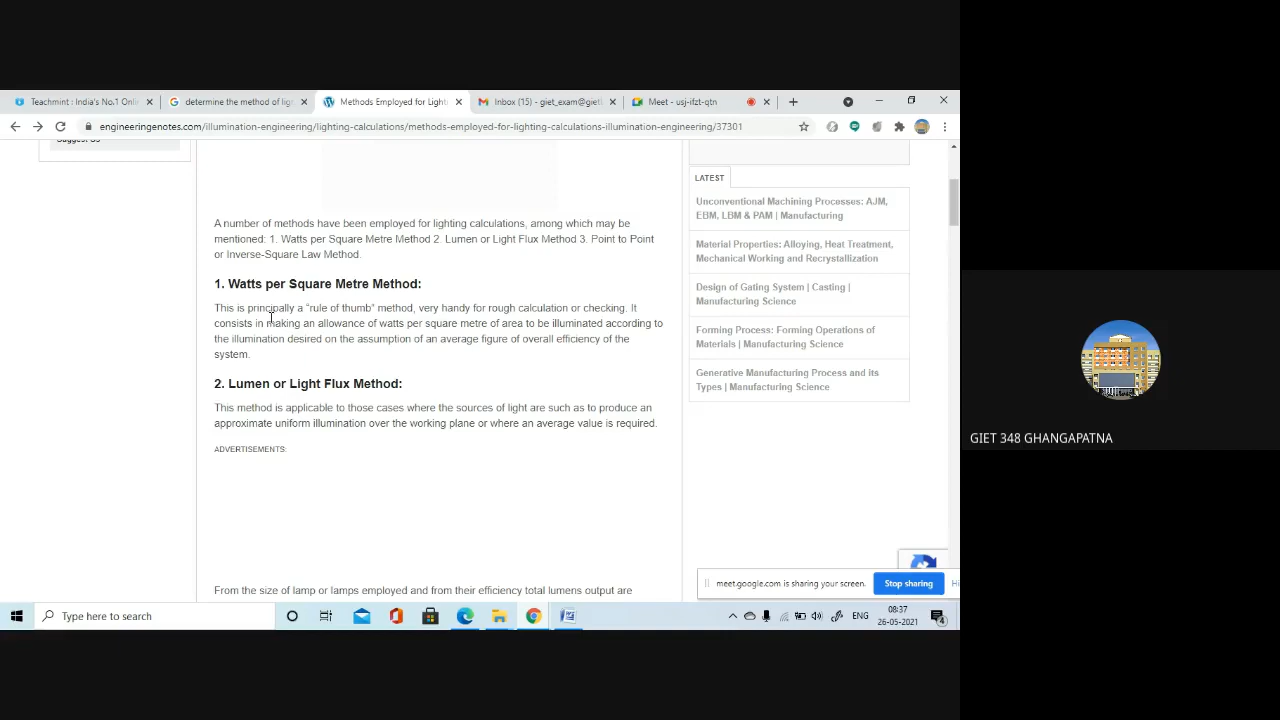 Teachmint : India's No.1 Onli
determine the method of lig
Methods Employed for Light
Inbox (15) - giet_exam@gietl
Meet - usj-ifzt-qtn
engineeringenotes.com/illumination-engineering/lighting-calculations/methods-employed-for-lighting-calculations-illumination-engineering/37301
Suggest Us
A number of methods have been employed for lighting calculations, among which may be
mentioned: 1. Watts per Square Metre Method 2. Lumen or Light Flux Method 3. Point to Point
or Inverse-Square Law Method.
1. Watts per Square Metre Method:
This is principally a “rule of thumb” method, very handy for rough calculation or checking. It
consists in making an allowance of watts per square metre of area to be illuminated according to
the illumination desired on the assumption of an average figure of overall efficiency of the
system.
2. Lumen or Light Flux Method:
This method is applicable to those cases where the sources of light are such as to produce an
approximate uniform illumination over the working plane or where an average value is required.
ADVERTISEMENTS:
From the size of lamp or lamps employed and from their efficiency total lumens output are
LATEST
Unconventional Machining Processes: AJM,
EBM, LBM & PAM | Manufacturing
Material Properties: Alloying, Heat Treatment,
Mechanical Working and Recrystallization
Design of Gating System | Casting |
Manufacturing Science
Forming Process: Forming Operations of
Materials | Manufacturing Science
Generative Manufacturing Process and its
Types | Manufacturing Science
meet.google.com is sharing your screen.
Stop sharing
Hi
Type here to search
ENG
08:37
26-05-2021
4
GIET 348 GHANGAPATNA